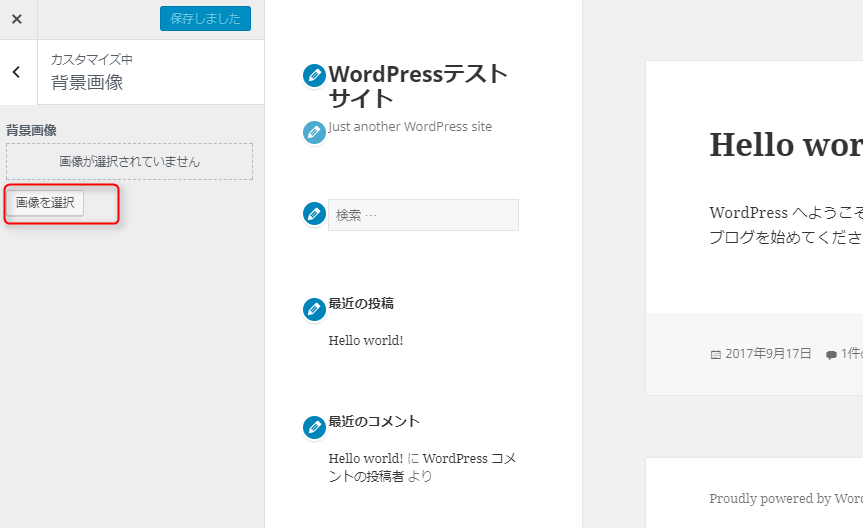 保存しました
カスタマイズ中
背景画像
背景画像
画像が選択されていません
画像を選択
WordPressテスト
サイト
Just another WordPress site
検索 …
最近の投稿
Hello world!
最近のコメント
Hello world! に WordPress コメ
ントの投稿者 より
Hello wor
WordPress へようこそ
ブログを始めてくださ
2017年9月17日
1件の
Proudly powered by Wor